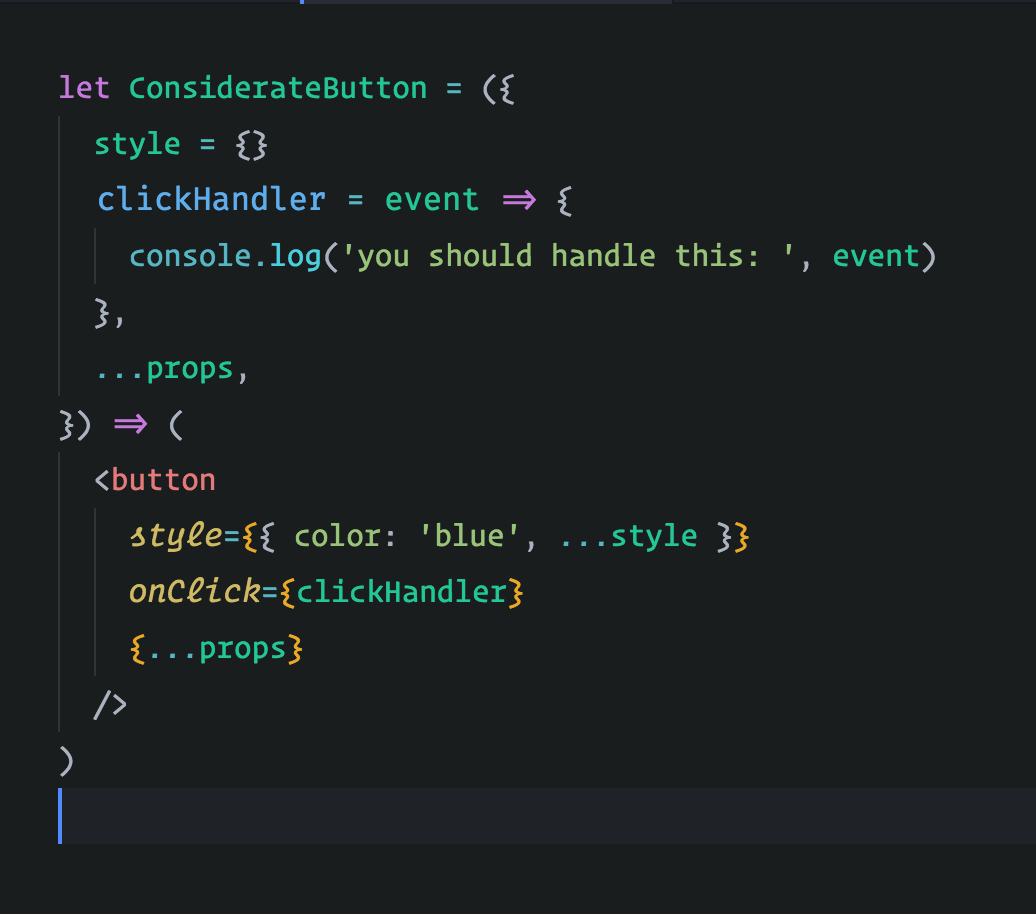 let ConsiderateButton = ({
  style = {}
  clickHandler = event => {
    console.log('you should handle this: ', event)
  },
  ...props,
}) => (
  <button
    style={{ color: 'blue', ...style }}
    onClick={clickHandler}
    {...props}
  />
)